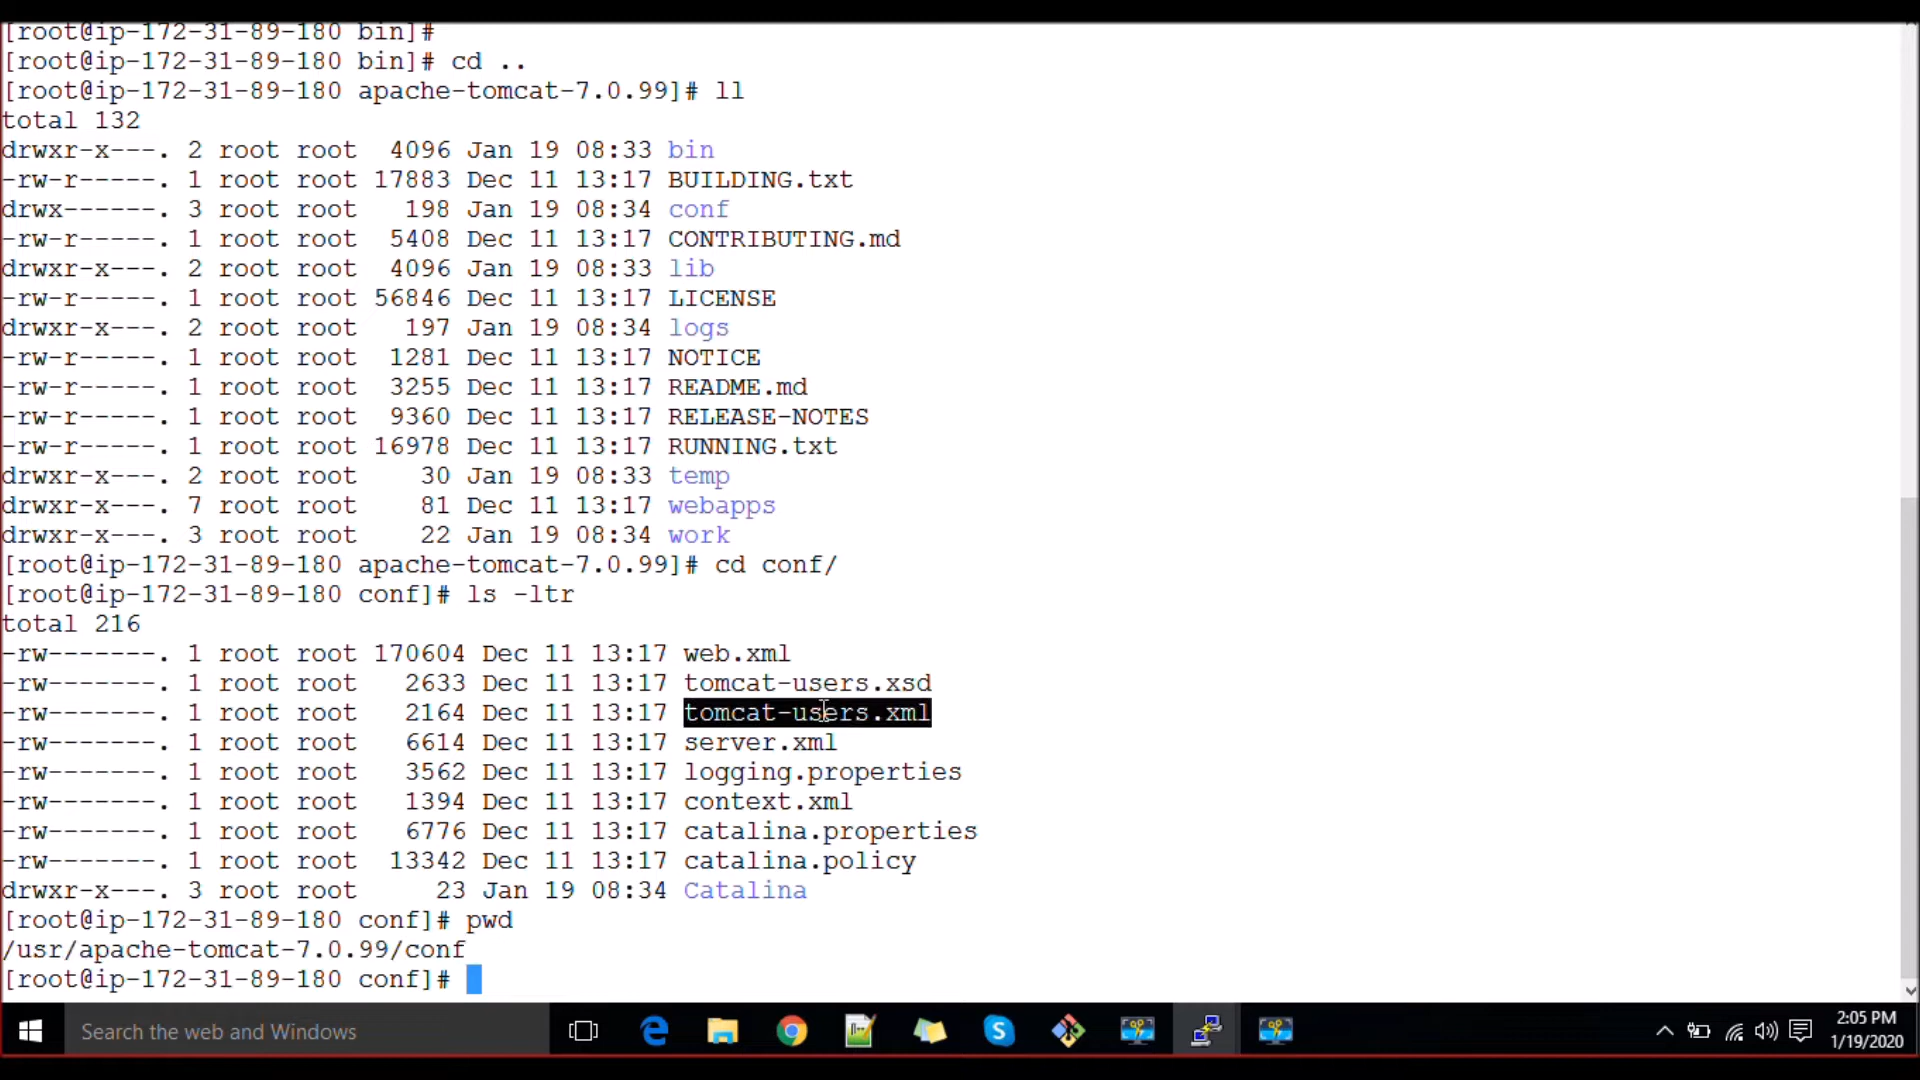 [root@ip-172-31-89-180 bin]#
[root@ip-172-31-89-180 bin]# cd ..
[root@ip-172-31-89-180 apache-tomcat-7.0.99]# ll
total 132
drwxr-x---. 2 root root  4096 Jan 19 08:33 bin
-rw-r-----. 1 root root 17883 Dec 11 13:17 BUILDING.txt
drwx------. 3 root root   198 Jan 19 08:34 conf
-rw-r-----. 1 root root  5408 Dec 11 13:17 CONTRIBUTING.md
drwxr-x---. 2 root root  4096 Jan 19 08:33 lib
-rw-r-----. 1 root root 56846 Dec 11 13:17 LICENSE
drwxr-x---. 2 root root   197 Jan 19 08:34 logs
-rw-r-----. 1 root root  1281 Dec 11 13:17 NOTICE
-rw-r-----. 1 root root  3255 Dec 11 13:17 README.md
-rw-r-----. 1 root root  9360 Dec 11 13:17 RELEASE-NOTES
-rw-r-----. 1 root root 16978 Dec 11 13:17 RUNNING.txt
drwxr-x---. 2 root root    30 Jan 19 08:33 temp
drwxr-x---. 7 root root    81 Dec 11 13:17 webapps
drwxr-x---. 3 root root    22 Jan 19 08:34 work
[root@ip-172-31-89-180 apache-tomcat-7.0.99]# cd conf/
[root@ip-172-31-89-180 conf]# ls -ltr
total 216
-rw-------. 1 root root 170604 Dec 11 13:17 web.xml
-rw-------. 1 root root   2633 Dec 11 13:17 tomcat-users.xsd
-rw-------. 1 root root   2164 Dec 11 13:17 tomcat-users.xml
-rw-------. 1 root root   6614 Dec 11 13:17 server.xml
-rw-------. 1 root root   3562 Dec 11 13:17 logging.properties
-rw-------. 1 root root   1394 Dec 11 13:17 context.xml
-rw-------. 1 root root   6776 Dec 11 13:17 catalina.properties
-rw-------. 1 root root  13342 Dec 11 13:17 catalina.policy
drwxr-x---. 3 root root     23 Jan 19 08:34 Catalina
[root@ip-172-31-89-180 conf]# pwd
/usr/apache-tomcat-7.0.99/conf
[root@ip-172-31-89-180 conf]#
Search the web and Windows
2:05 PM
1/19/2020